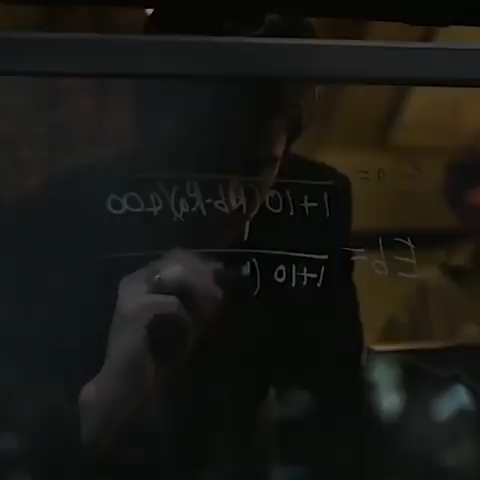 a =
1+10(Rb-Ra)/400
1
Eb =
1+10 (